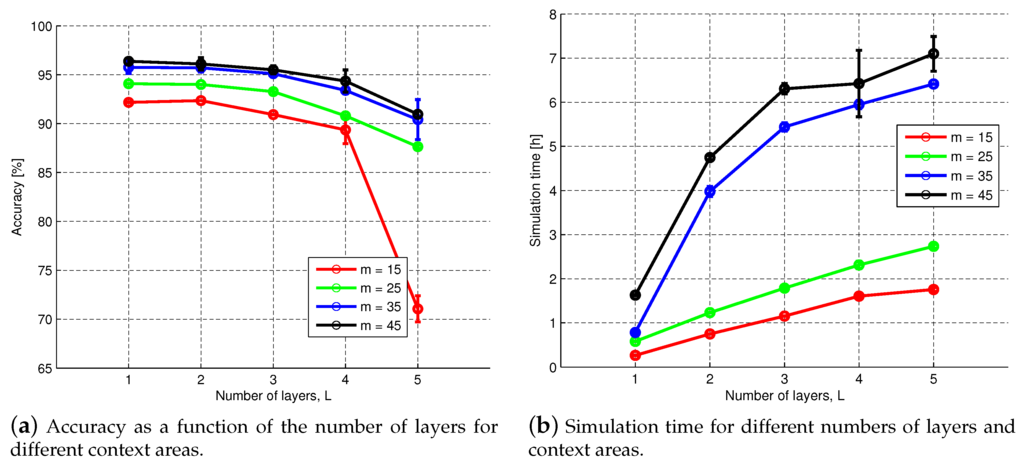 100
95
90
85
80
75
70
65
Accuracy [%]
m = 15
m = 25
m = 35
m = 45
1 2 3 4 5
Number of layers, L
8
7
6
5
4
3
2
1
0
Simulation time [h]
m = 15
m = 25
m = 35
m = 45
1 2 3 4 5
Number of layers, L
(a) Accuracy as a function of the number of layers for
different context areas.
(b) Simulation time for different numbers of layers and
context areas.